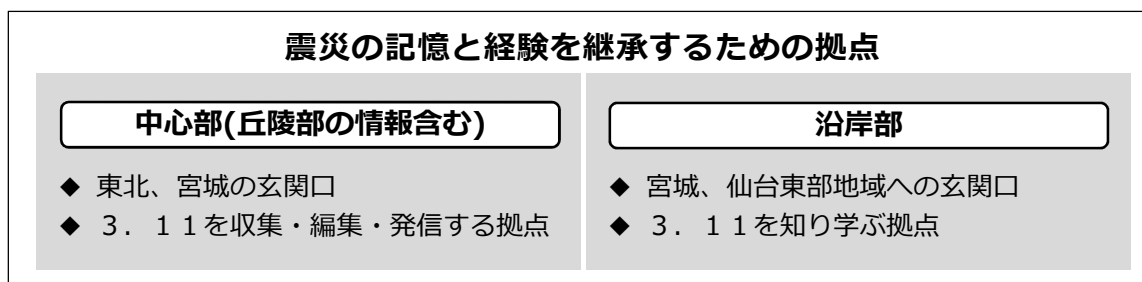 震災の記憶と経験を継承するための拠点
中心部(丘陵部の情報含む)
◆ 東北、宮城の玄関口
◆ ３．１１を収集・編集・発信する拠点
沿岸部
◆ 宮城、仙台東部地域への玄関口
◆ ３．１１を知り学ぶ拠点